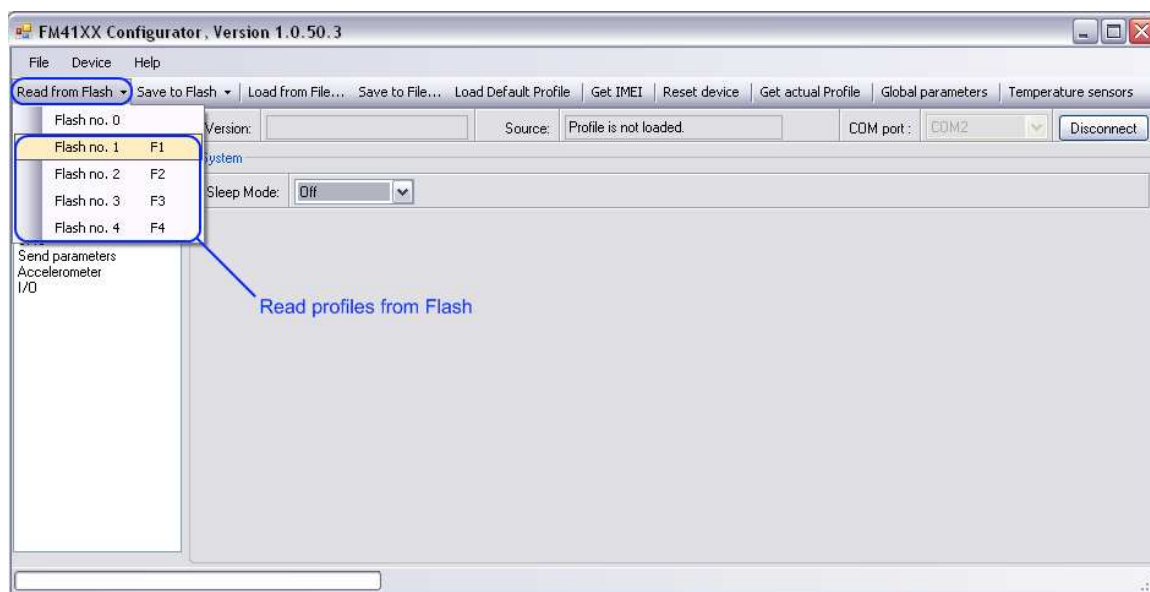 FM41XX Configurator, Version 1.0.50.3
File Device Help
Read from Flash Save to Flash Load from File... Save to File... Load Default Profile Get IMEI Reset device Get actual Profile Global parameters Temperature sensors
Flash no. 0
Flash no. 1 F1
Flash no. 2 F2
Flash no. 3 F3
Flash no. 4 F4
Version: Source: Profile is not loaded. COM port : COM2 Disconnect
System
Sleep Mode: Off
Send parameters
Accelerometer
I/O
Read profiles from Flash